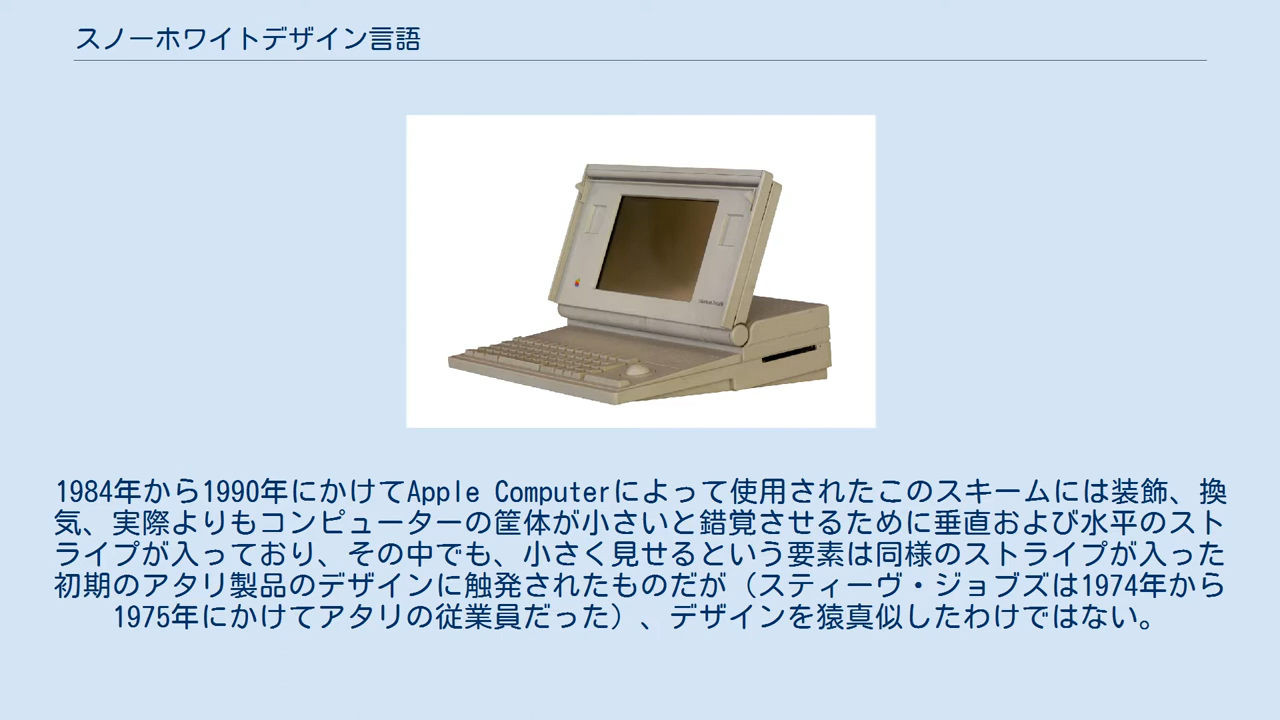 スノーホワイトデザイン言語
1984年から1990年にかけてApple Computerによって使用されたこのスキームには装飾、換
気、実際よりもコンピューターの筐体が小さいと錯覚させるために垂直および水平のスト
ライプが入っており、その中でも、小さく見せるという要素は同様のストライプが入った
初期のアタリ製品のデザインに触発されたものだが（スティーヴ・ジョブズは1974年から
1975年にかけてアタリの従業員だった）、デザインを猿真似したわけではない。